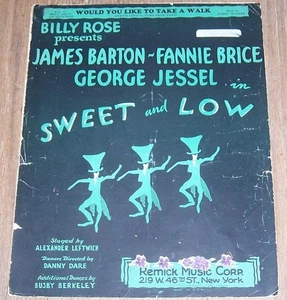 WOULD YOU LIKE TO TAKE A WALK
BILLY ROSE
presents
JAMES BARTON - FANNIE BRICE
GEORGE JESSEL
in
SWEET and LOW
Staged by
ALEXANDER LEFTWICH
Dances Directed by
DANNY DARE
Additional Dances by
BUSBY BERKELEY
Remick Music Corp.
219 W. 46TH ST., New York